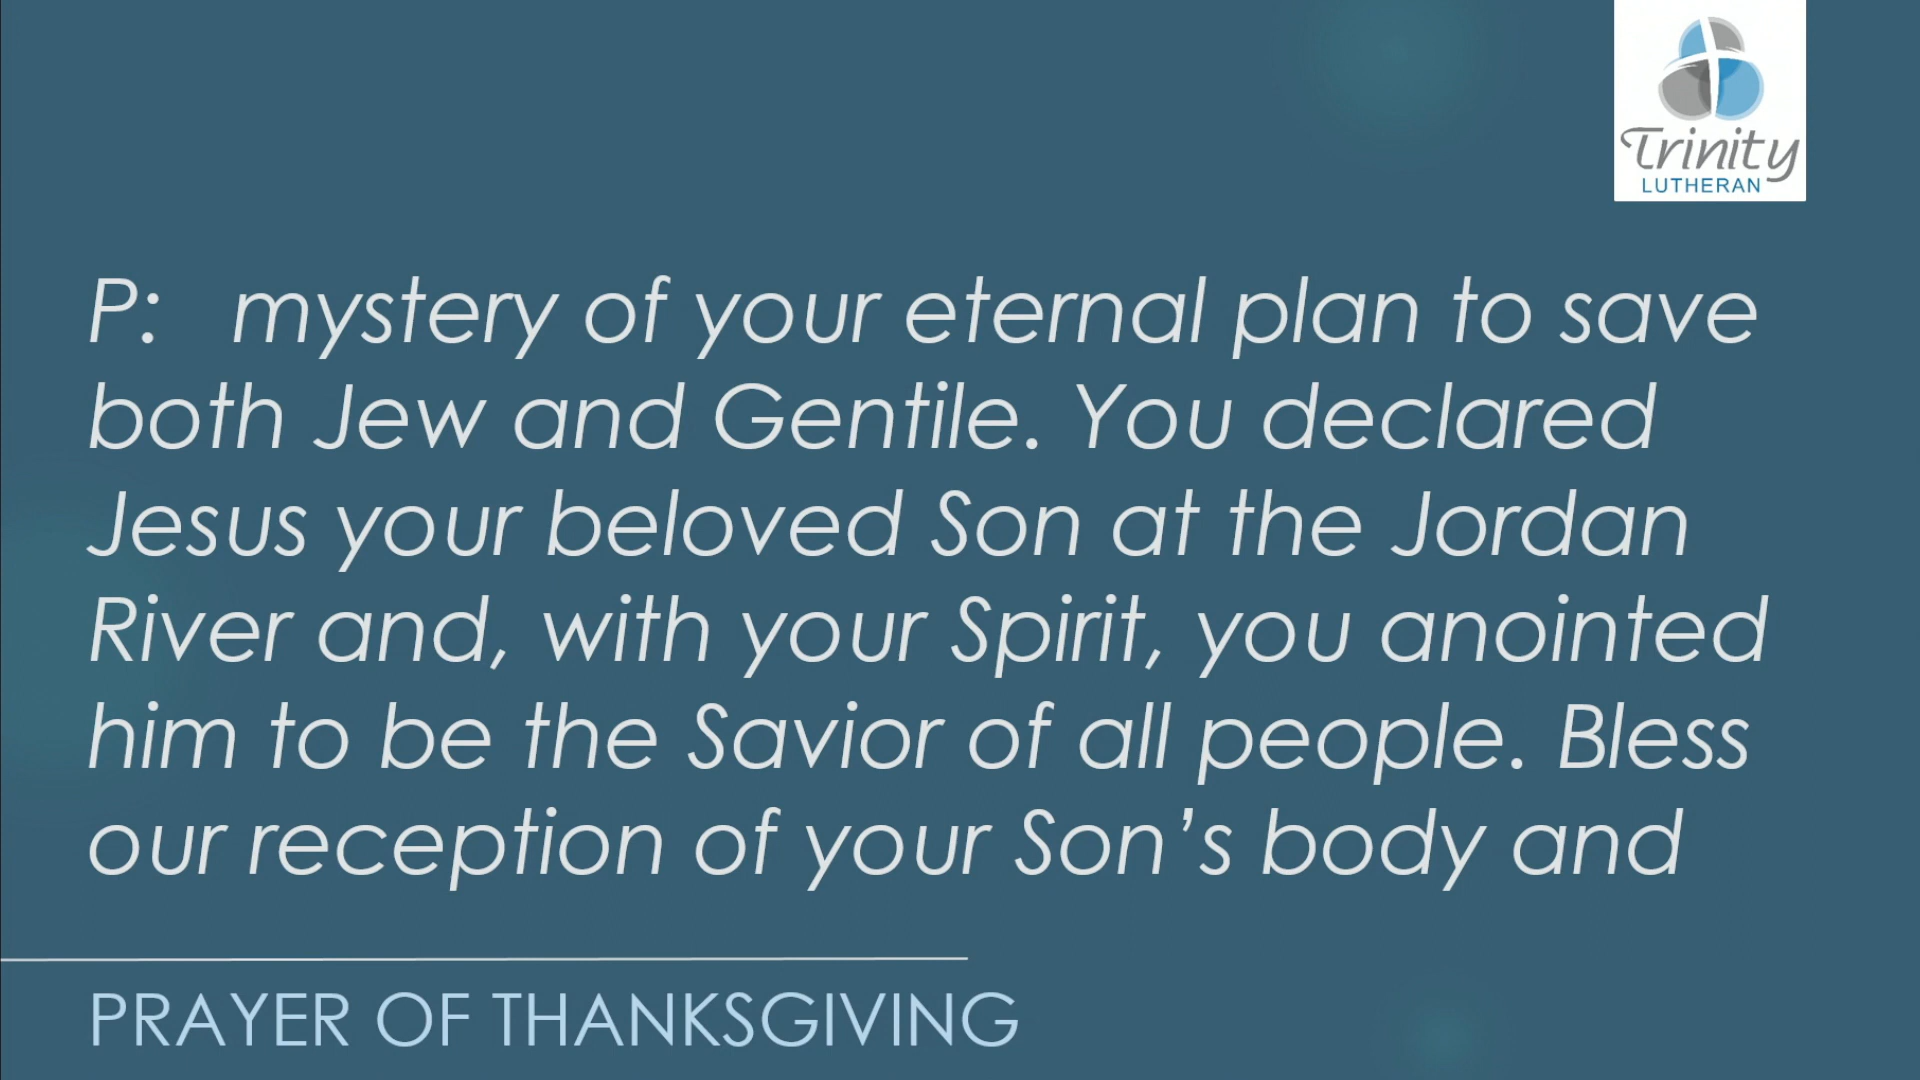 Trinity
LUTHERAN
P: mystery of your eternal plan to save
both Jew and Gentile. You declared
Jesus your beloved Son at the Jordan
River and, with your Spirit, you anointed
him to be the Savior of all people. Bless
our reception of your Son’s body and
PRAYER OF THANKSGIVING